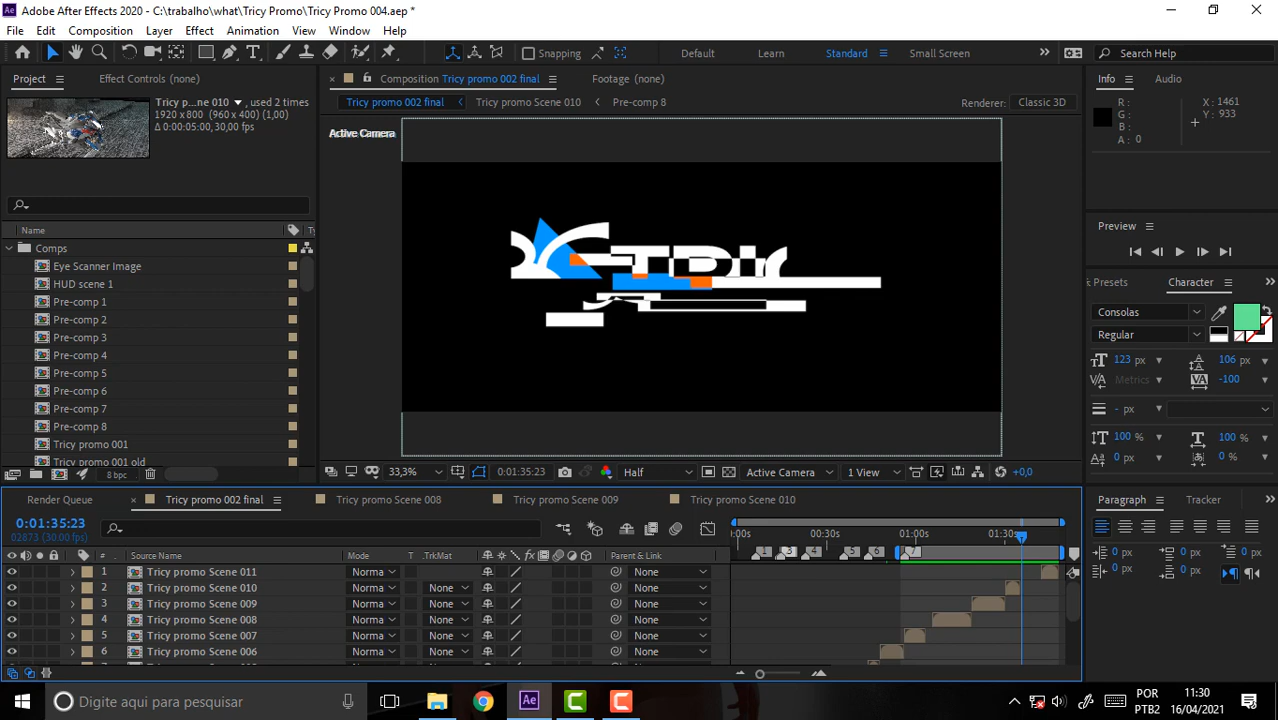 Adobe After Effects 2020 - C:\trabalho\what\Tricy Promo\Tricy Promo 004.aep *
File Edit Composition Layer Effect Animation View Window Help
Snapping Default Learn Standard Small Screen Search Help
Project Effect Controls (none) Composition Tricy promo 002 final Footage (none) Info Audio
Tricy p...ne 010, used 2 times
1920 x 800 (960 x 400) (1,00)
Δ 0:00:05:00, 30,00 fps
Tricy promo 002 final Tricy promo Scene 010 Pre-comp 8 Renderer: Classic 3D
Active Camera
R: X: 1461
G: Y: 933
B:
A: 0
Name Ty
Comps
Eye Scanner Image
HUD scene 1
Pre-comp 1
Pre-comp 2
Pre-comp 3
Pre-comp 4
Pre-comp 5
Pre-comp 6
Pre-comp 7
Pre-comp 8
Tricy promo 001
Tricy promo 001 old
8 bpc
Preview
Presets Character
Consolas
Regular
123 px 106 px
Metrics -100
- px
100 % 100 %
0 px 0 %
33,3% 0:01:35:23 Half Active Camera 1 View +0,0
Render Queue Tricy promo 002 final Tricy promo Scene 008 Tricy promo Scene 009 Tricy promo Scene 010
Paragraph Tracker
0:01:35:23
02873 (30.00 fps)
:00s 00:30s 01:00s 01:30s
1 3 4 5 6 7
0 px 0 px 0 px
0 px 0 px
# Source Name Mode T .TrkMat Parent & Link
1 Tricy promo Scene 011 Norma None
2 Tricy promo Scene 010 Norma None None
3 Tricy promo Scene 009 Norma None None
4 Tricy promo Scene 008 Norma None None
5 Tricy promo Scene 007 Norma None None
6 Tricy promo Scene 006 Norma None None
Digite aqui para pesquisar
Ae
POR
PTB2
11:30
16/04/2021